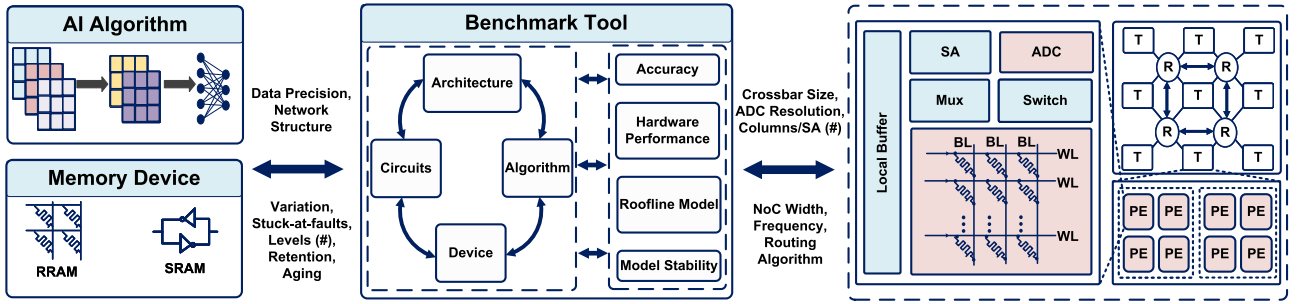 AI Algorithm
Memory Device
RRAM
SRAM
Data Precision,
Network
Structure
Variation,
Stuck-at-faults,
Levels (#),
Retention,
Aging
Benchmark Tool
Architecture
Circuits
Algorithm
Device
Accuracy
Hardware
Performance
Roofline Model
Model Stability
Crossbar Size,
ADC Resolution,
Columns/SA (#)
NoC Width,
Frequency,
Routing
Algorithm
Local Buffer
SA
ADC
Mux
Switch
BL BL BL
WL
WL
WL
T T T
R R
T T T
R R
T T T
PE PE PE PE
PE PE PE PE